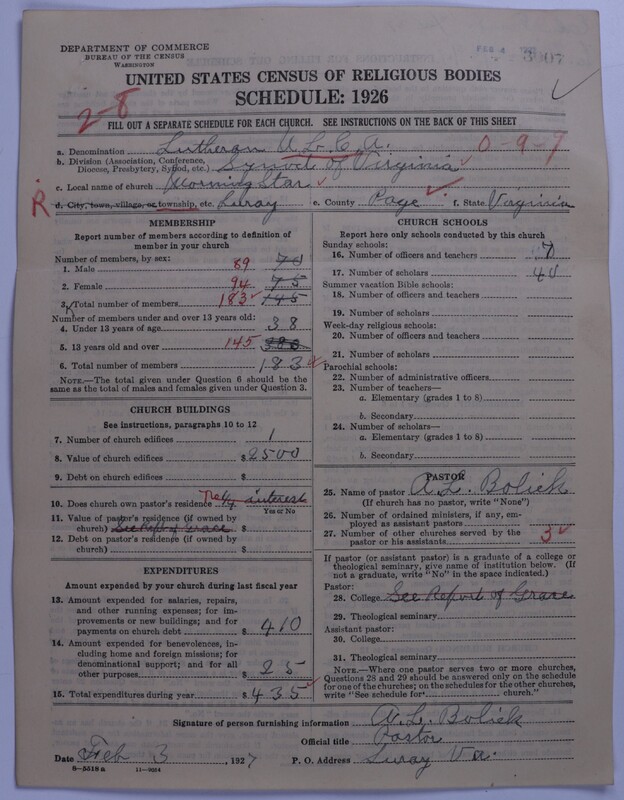 DEPARTMENT OF COMMERCE
BUREAU OF THE CENSUS
WASHINGTON
FEB 4
3907
UNITED STATES CENSUS OF RELIGIOUS BODIES
SCHEDULE: 1926
2-8
FILL OUT A SEPARATE SCHEDULE FOR EACH CHURCH. SEE INSTRUCTIONS ON THE BACK OF THIS SHEET
a. Denomination Lutheran U.L.C.A. 0-9-7
b. Division (Association, Conference, Diocese, Presbytery, Synod, etc.) Synod of Virginia
c. Local name of church Morning Star
R d. City, town, village, or township, etc. Luray e. County Page f. State Virginia
MEMBERSHIP
Report number of members according to definition of
member in your church
Number of members, by sex:
1. Male 89 70
2. Female 94 75
3. Total number of members 183 145
Number of members under and over 13 years old:
4. Under 13 years of age 38
5. 13 years old and over 145
6. Total number of members 183
NOTE.—The total given under Question 6 should be
same as the total of males and females given under Question 3.
CHURCH BUILDINGS
See instructions, paragraphs 10 to 12
7. Number of church edifices 1
8. Value of church edifices $ 2500
9. Debt on church edifices $
10. Does church own pastor's residence interest
Yes or No
11. Value of pastor's residence (if owned by
church) See Report of Grace $
12. Debt on pastor's residence (if owned by
church) $
EXPENDITURES
Amount expended by your church during last fiscal year
13. Amount expended for salaries, repairs,
and other running expenses; for im-
provements or new buildings; and for
payments on church debt $ 410
14. Amount expended for benevolences, in-
cluding home and foreign missions; for
denominational support; and for all
other purposes $ 25
15. Total expenditures during year $ 435
CHURCH SCHOOLS
Report here only schools conducted by this church
Sunday schools:
16. Number of officers and teachers 7
17. Number of scholars 40
Summer vacation Bible schools:
18. Number of officers and teachers
19. Number of scholars
Week-day religious schools:
20. Number of officers and teachers
21. Number of scholars
Parochial schools:
22. Number of administrative officers
23. Number of teachers—
a. Elementary (grades 1 to 8)
b. Secondary
24. Number of scholars—
a. Elementary (grades 1 to 8)
b. Secondary
PASTOR
25. Name of pastor A. L. Bolick
(If church has no pastor, write "None")
26. Number of ordained ministers, if any, em-
ployed as assistant pastors
27. Number of other churches served by the
pastor or his assistants 3
If pastor (or assistant pastor) is a graduate of a college or
theological seminary, give name of institution below. (If
not a graduate, write "No" in the space indicated.)
Pastor:
28. College See Report of Grace
29. Theological seminary
Assistant pastor:
30. College
31. Theological seminary
NOTE.—Where one pastor serves two or more churches,
Questions 28 and 29 should be answered only on the schedule
for one of the churches; on the schedules for the other churches,
write "See schedule for church."
Signature of person furnishing information A. L. Bolick
Official title Pastor
Date Feb 3, 1927 P. O. Address Luray Va.
8-5518 a 11-9024